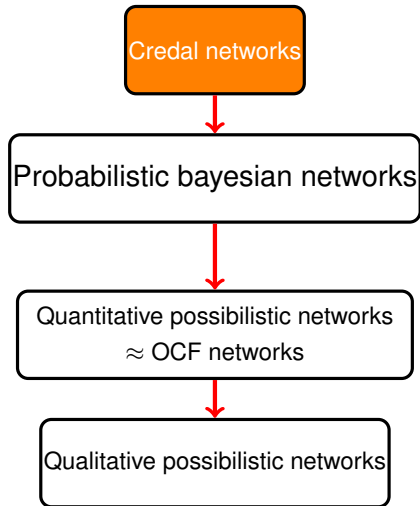 Credal networks
Probabilistic bayesian networks
Quantitative possibilistic networks
≈ OCF networks
Qualitative possibilistic networks